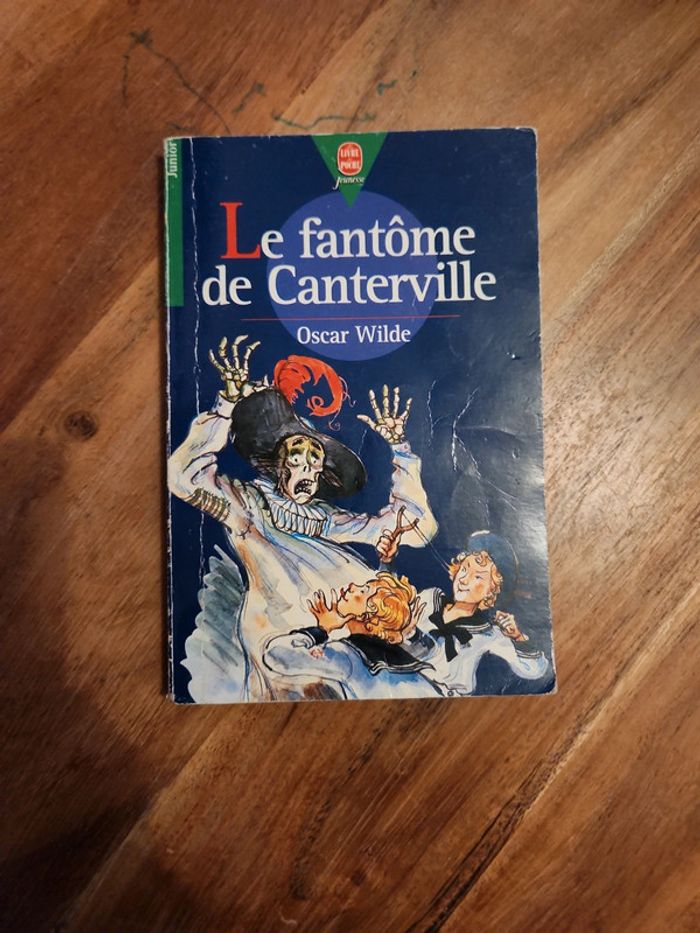 Junior
LIVRE
DE
POCHE
Jeunesse
Le fantôme
de Canterville
Oscar Wilde